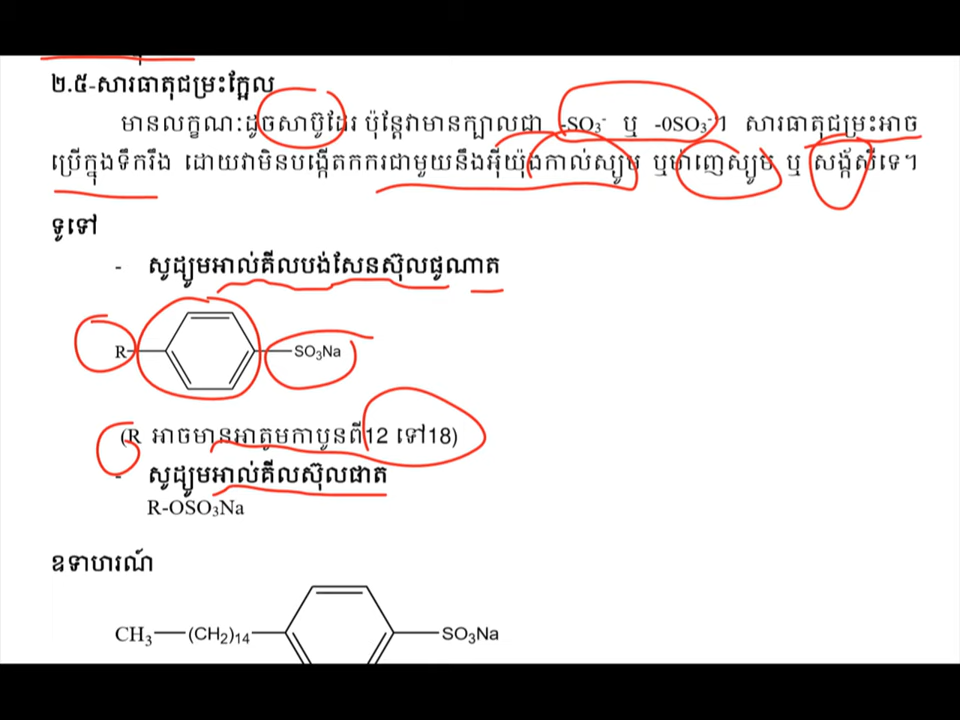 ២.៥-សារធាតុជម្រះក្អែល
មានលក្ខណៈដូចសាប៊ូដែរ ប៉ុន្តែវាមានក្បាលជា -SO₃⁻ ឬ -0SO₃⁻។ សារធាតុជម្រះអាច
ប្រើក្នុងទឹករឹង ដោយវាមិនបង្កើតកករជាមួយនឹងអ៊ីយ៉ុងកាល់ស្យូម ឬម៉ាញេស្យូម ឬ សង្ក័សីទេ។
ទូទៅ
- សូដ្យូមអាល់គីលបង់សែនស៊ុលផូណាត
R SO₃Na
(R អាចមានអាតូមកាបូនពី12 ទៅ18)
- សូដ្យូមអាល់គីលស៊ុលផាត
R-OSO₃Na
ឧទាហរណ៍
CH₃—(CH₂)₁₄ SO₃Na